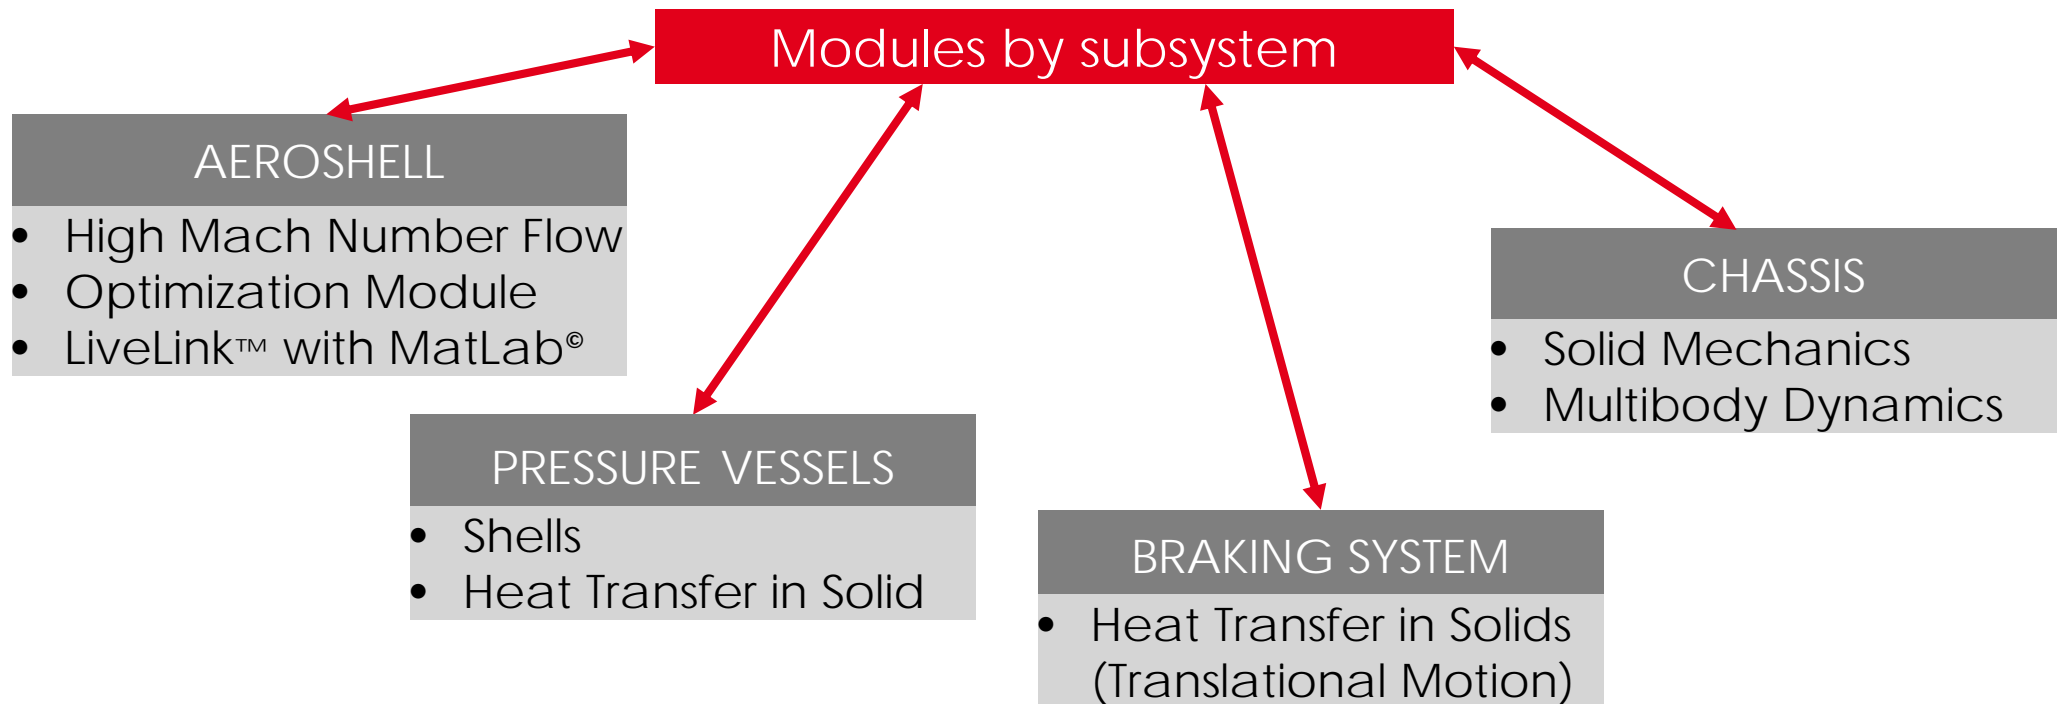 Modules by subsystem
AEROSHELL
• High Mach Number Flow
• Optimization Module
• LiveLink™ with MatLab©
PRESSURE VESSELS
• Shells
• Heat Transfer in Solid
BRAKING SYSTEM
• Heat Transfer in Solids
(Translational Motion)
CHASSIS
• Solid Mechanics
• Multibody Dynamics